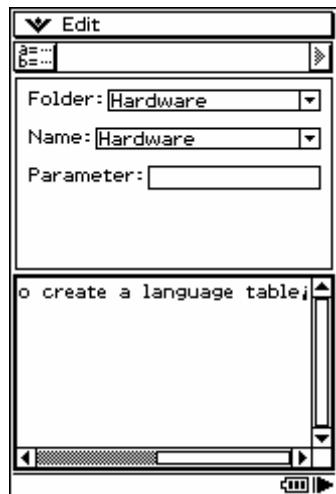 Edit
a=…
b=…
Folder: Hardware
Name: Hardware
Parameter:
o create a language table¿